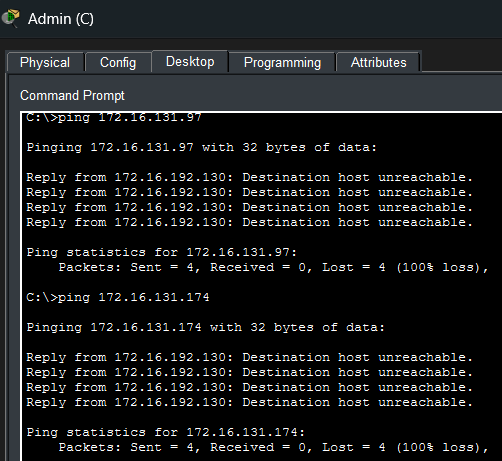 Admin (C)
Physical Config Desktop Programming Attributes
Command Prompt
C:\>ping 172.16.131.97
Pinging 172.16.131.97 with 32 bytes of data:
Reply from 172.16.192.130: Destination host unreachable.
Reply from 172.16.192.130: Destination host unreachable.
Reply from 172.16.192.130: Destination host unreachable.
Reply from 172.16.192.130: Destination host unreachable.
Ping statistics for 172.16.131.97:
    Packets: Sent = 4, Received = 0, Lost = 4 (100% loss),
C:\>ping 172.16.131.174
Pinging 172.16.131.174 with 32 bytes of data:
Reply from 172.16.192.130: Destination host unreachable.
Reply from 172.16.192.130: Destination host unreachable.
Reply from 172.16.192.130: Destination host unreachable.
Reply from 172.16.192.130: Destination host unreachable.
Ping statistics for 172.16.131.174:
    Packets: Sent = 4, Received = 0, Lost = 4 (100% loss),